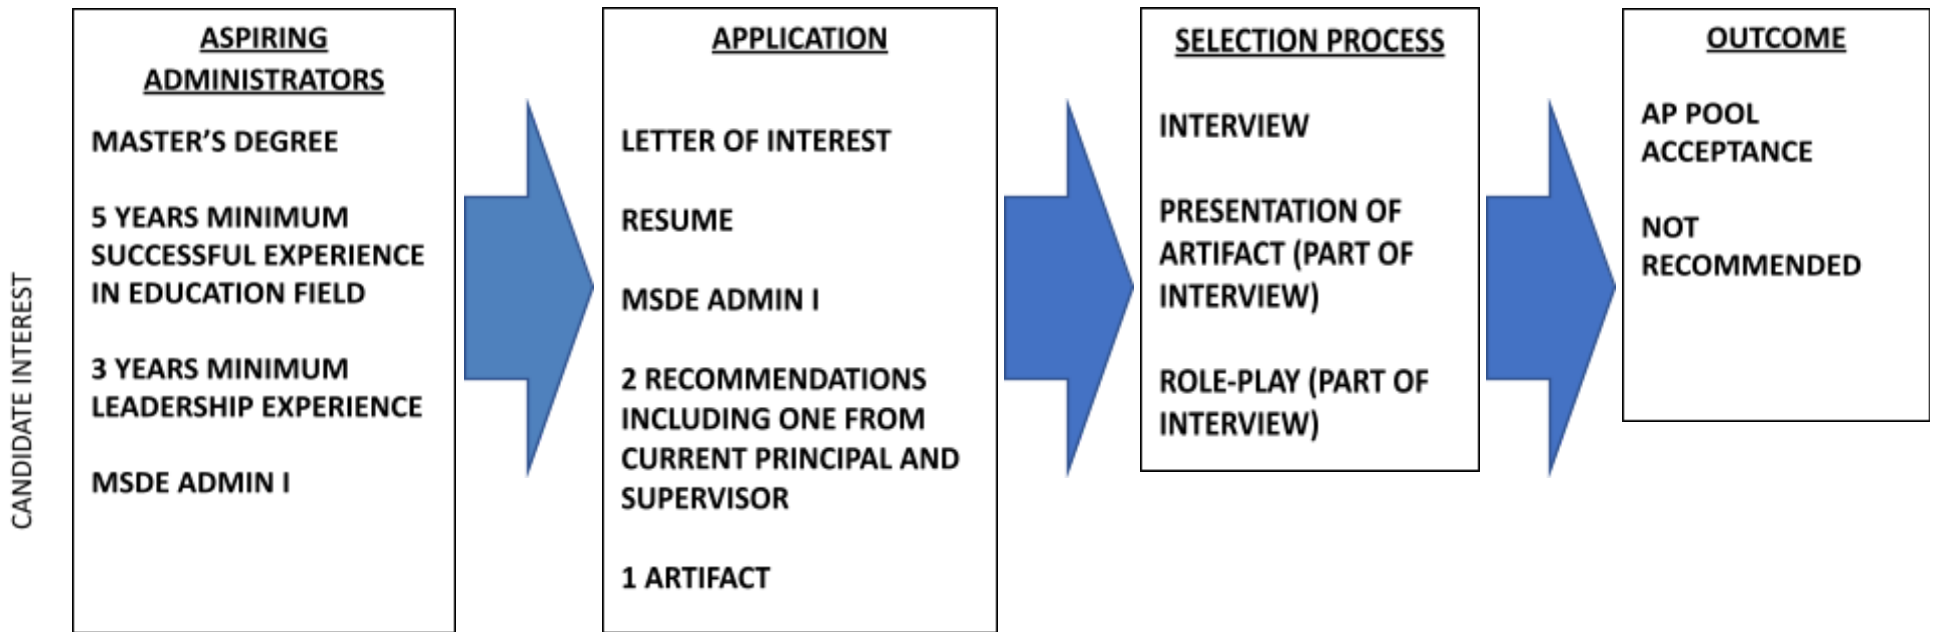 CANDIDATE INTEREST
ASPIRING
ADMINISTRATORS
MASTER'S DEGREE
5 YEARS MINIMUM
SUCCESSFUL EXPERIENCE
IN EDUCATION FIELD
3 YEARS MINIMUM
LEADERSHIP EXPERIENCE
MSDE ADMIN I
APPLICATION
LETTER OF INTEREST
RESUME
MSDE ADMIN I
2 RECOMMENDATIONS
INCLUDING ONE FROM
CURRENT PRINCIPAL AND
SUPERVISOR
1 ARTIFACT
SELECTION PROCESS
INTERVIEW
PRESENTATION OF
ARTIFACT (PART OF
INTERVIEW)
ROLE-PLAY (PART OF
INTERVIEW)
OUTCOME
AP POOL
ACCEPTANCE
NOT
RECOMMENDED